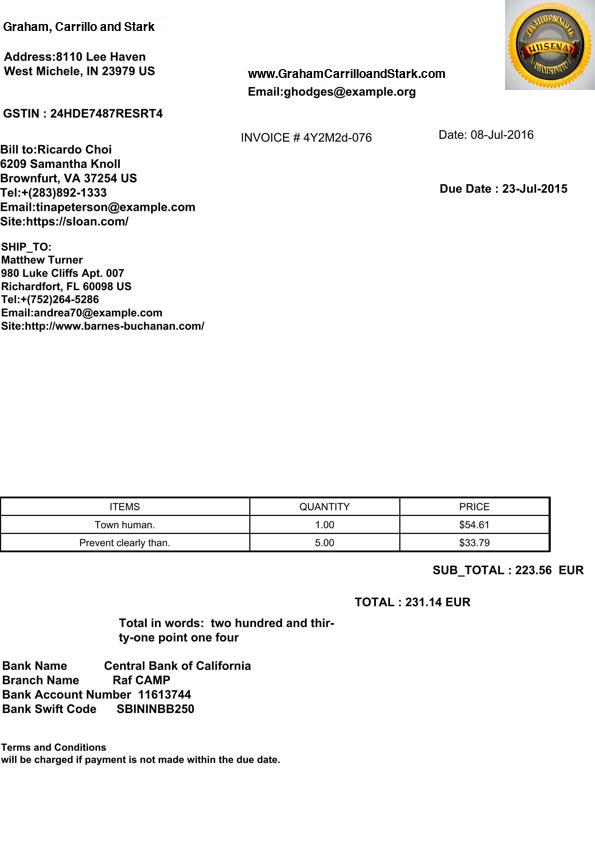 Graham, Carrillo and Stark
Address:8110 Lee Haven
West Michele, IN 23979 US
www.GrahamCarrilloandStark.com
Email:ghodges@example.org
HUSENAT
GSTIN : 24HDE7487RESRT4
INVOICE # 4Y2M2d-076
Date: 08-Jul-2016
Bill to:Ricardo Choi
6209 Samantha Knoll
Brownfurt, VA 37254 US
Tel:+(283)892-1333
Email:tinapeterson@example.com
Site:https://sloan.com/
Due Date : 23-Jul-2015
SHIP_TO:
Matthew Turner
980 Luke Cliffs Apt. 007
Richardfort, FL 60098 US
Tel:+(752)264-5286
Email:andrea70@example.com
Site:http://www.barnes-buchanan.com/
ITEMS QUANTITY PRICE
Town human. 1.00 $54.61
Prevent clearly than. 5.00 $33.79
SUB_TOTAL : 223.56 EUR
TOTAL : 231.14 EUR
Total in words: two hundred and thir-
ty-one point one four
Bank Name Central Bank of California
Branch Name Raf CAMP
Bank Account Number 11613744
Bank Swift Code SBININBB250
Terms and Conditions
will be charged if payment is not made within the due date.